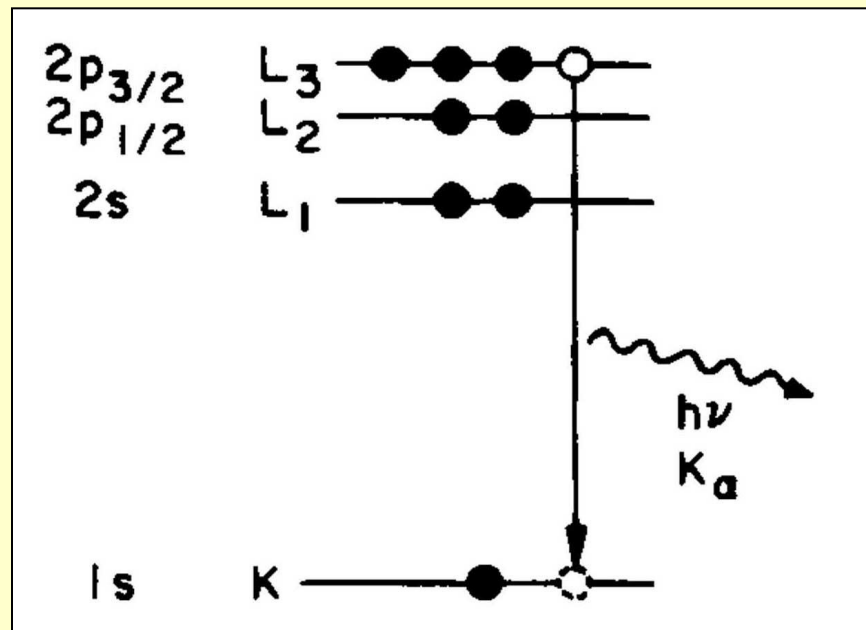 2p3/2 L3
2p1/2 L2
2s L1
hν
Kα
1s K